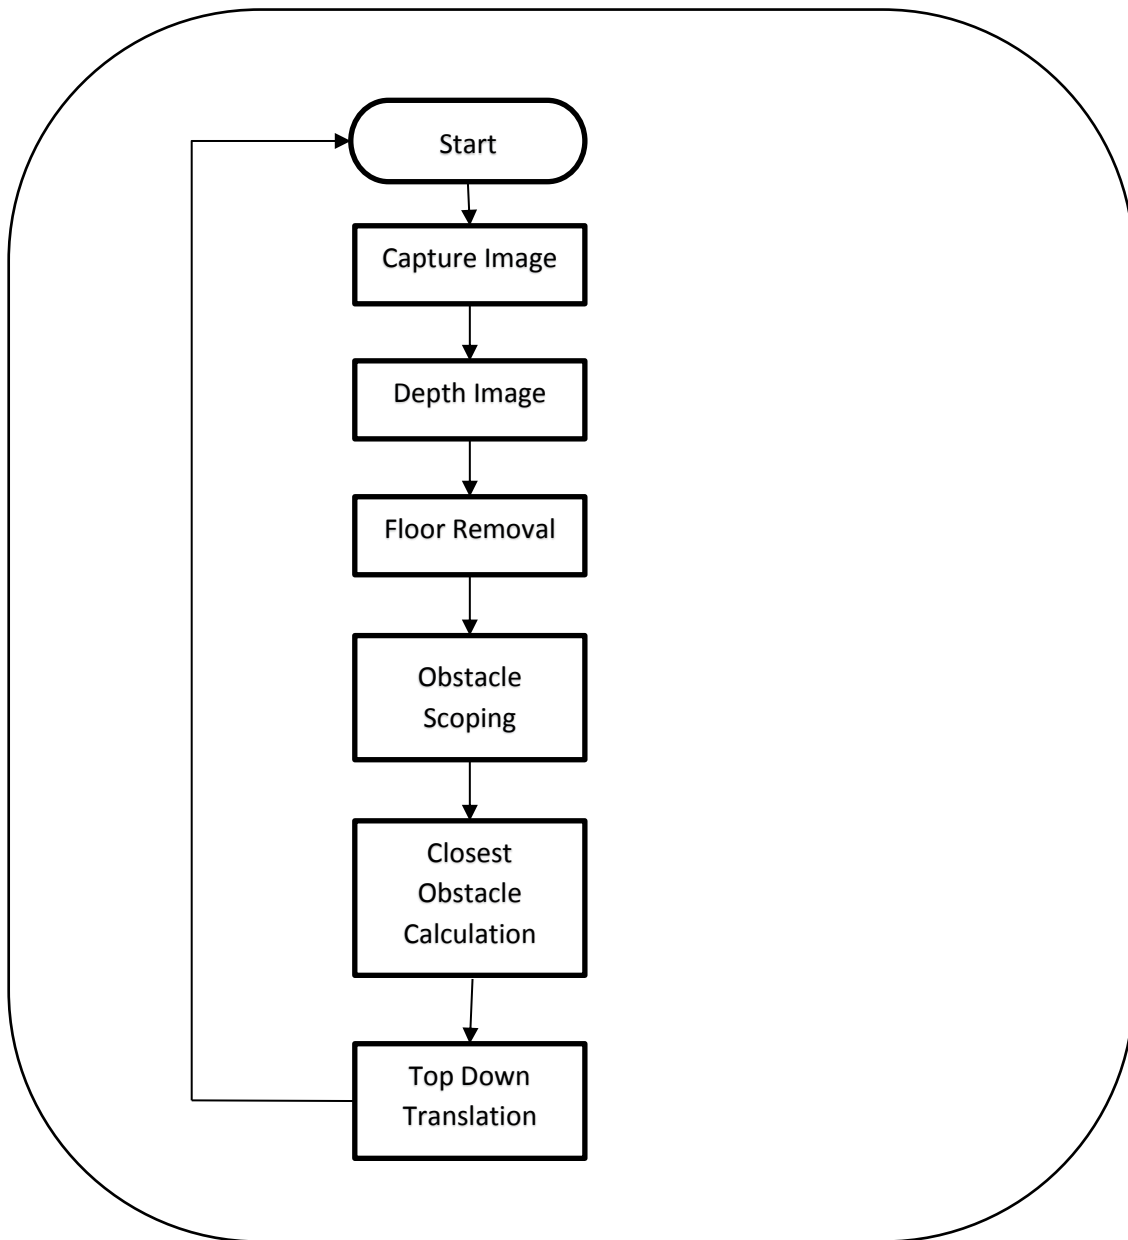 Start
Capture Image
Depth Image
Floor Removal
Obstacle
Scoping
Closest
Obstacle
Calculation
Top Down
Translation